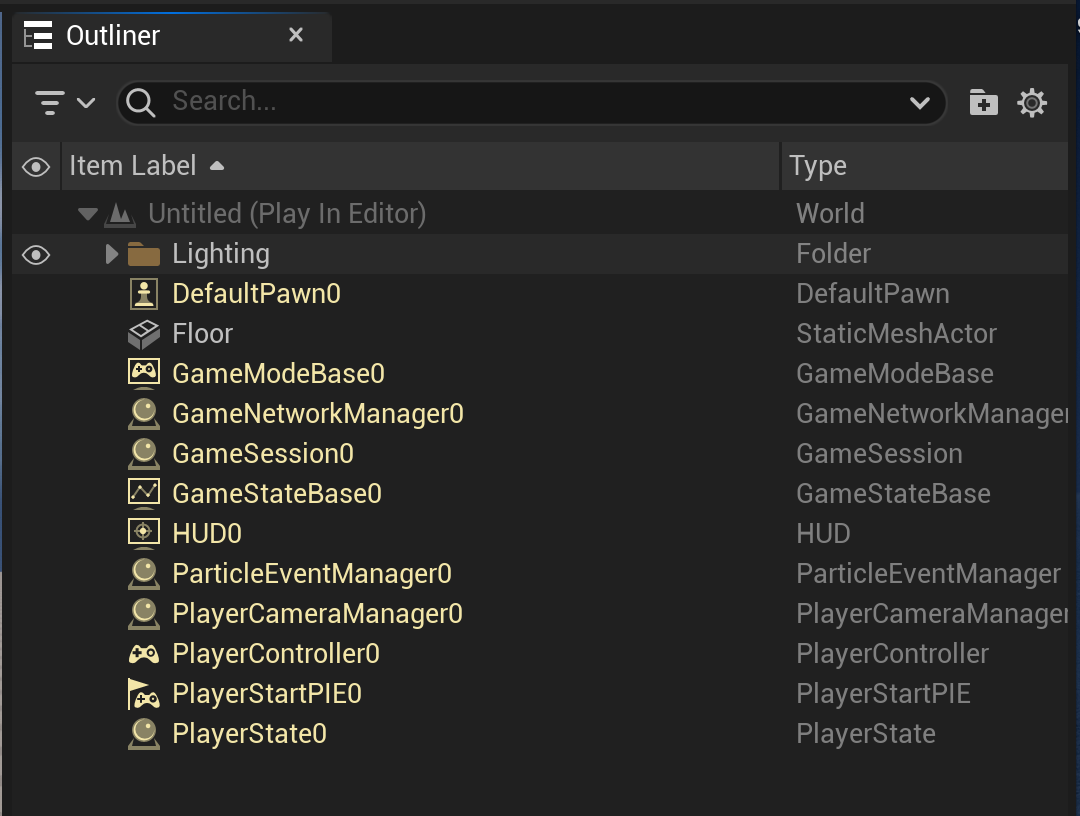 Outliner
Search...
Item Label Type
Untitled (Play In Editor) World
Lighting Folder
DefaultPawn0 DefaultPawn
Floor StaticMeshActor
GameModeBase0 GameModeBase
GameNetworkManager0 GameNetworkManager
GameSession0 GameSession
GameStateBase0 GameStateBase
HUD0 HUD
ParticleEventManager0 ParticleEventManager
PlayerCameraManager0 PlayerCameraManager
PlayerController0 PlayerController
PlayerStartPIE0 PlayerStartPIE
PlayerState0 PlayerState